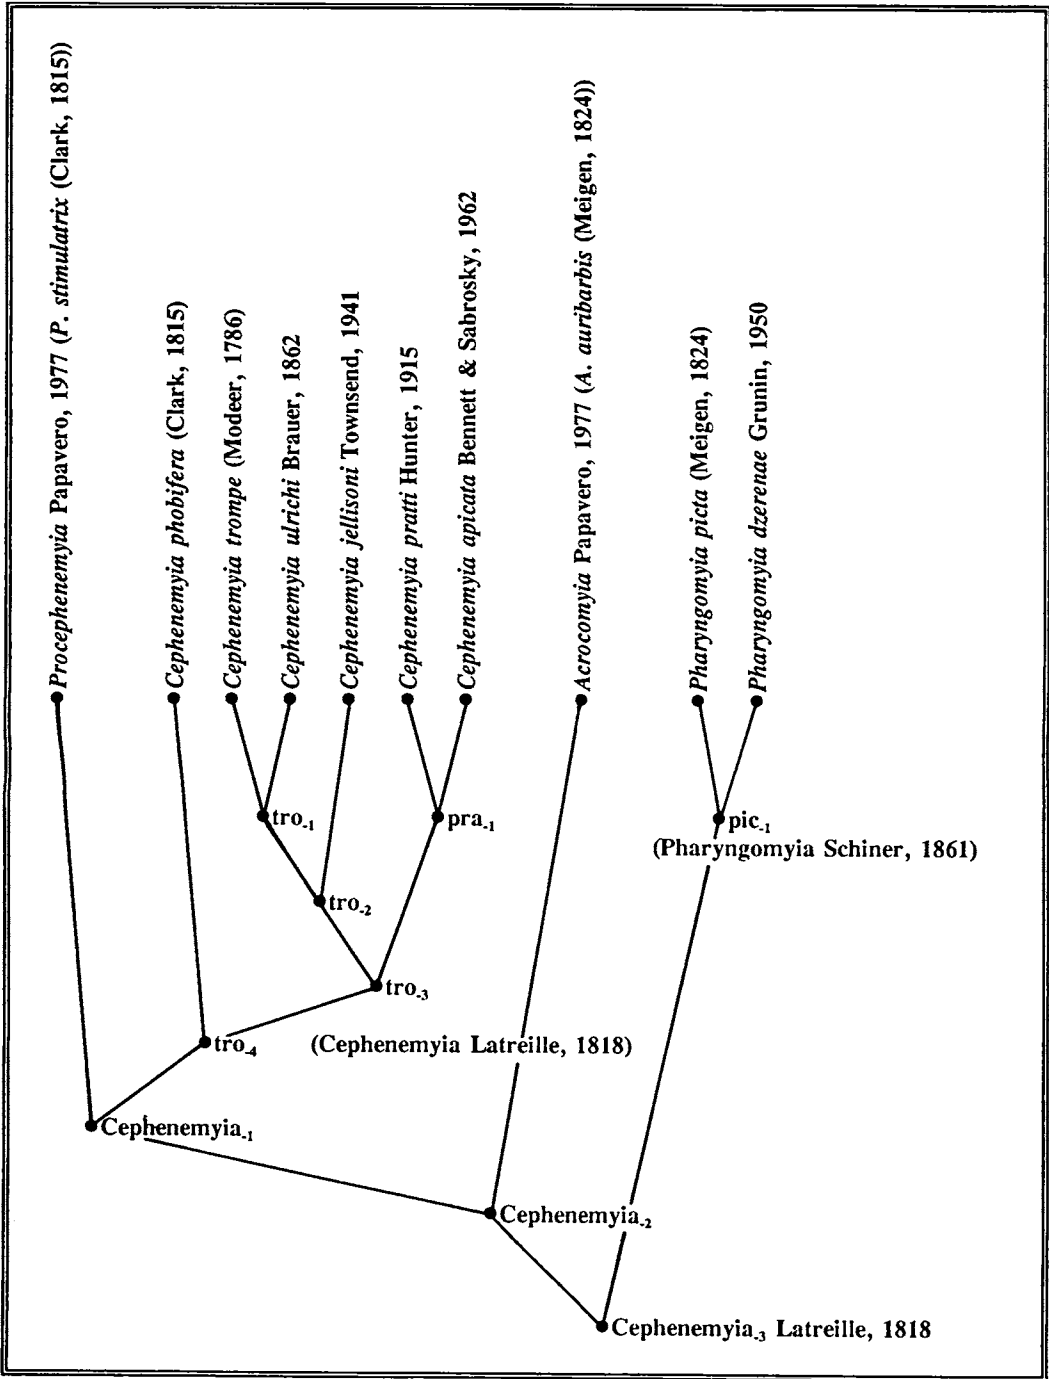 Procephenemyia Papavero, 1977 (P. stimulatrix (Clark, 1815))
Cephenemyia phobifera (Clark, 1815)
Cephenemyia trompe (Modeer, 1786)
Cephenemyia ulrichi Brauer, 1862
Cephenemyia jellisoni Townsend, 1941
Cephenemyia pratti Hunter, 1915
Cephenemyia apicata Bennett & Sabrosky, 1962
Acrocomyia Papavero, 1977 (A. auribarbis (Meigen, 1824))
Pharyngomyia picta (Meigen, 1824)
Pharyngomyia dzerenae Grunin, 1950
tro-1
pra-1
pic-1
(Pharyngomyia Schiner, 1861)
tro-2
tro-3
tro-4
(Cephenemyia Latreille, 1818)
Cephenemyia-1
Cephenemyia-2
Cephenemyia-3 Latreille, 1818